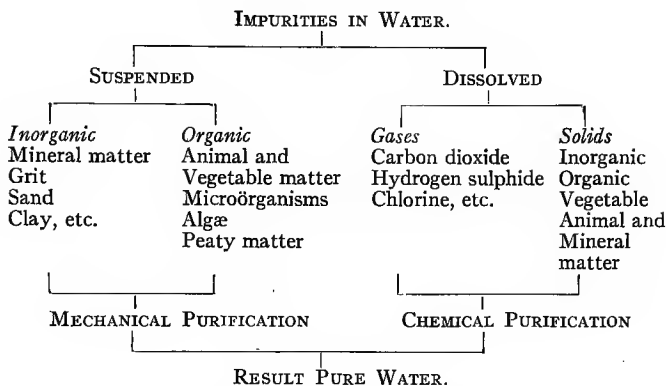 IMPURITIES IN WATER.
SUSPENDED
DISSOLVED
Inorganic
Mineral matter
Grit
Sand
Clay, etc.
Organic
Animal and
Vegetable matter
Microörganisms
Algæ
Peaty matter
Gases
Carbon dioxide
Hydrogen sulphide
Chlorine, etc.
Solids
Inorganic
Organic
Vegetable
Animal and
Mineral
matter
MECHANICAL PURIFICATION
CHEMICAL PURIFICATION
RESULT PURE WATER.